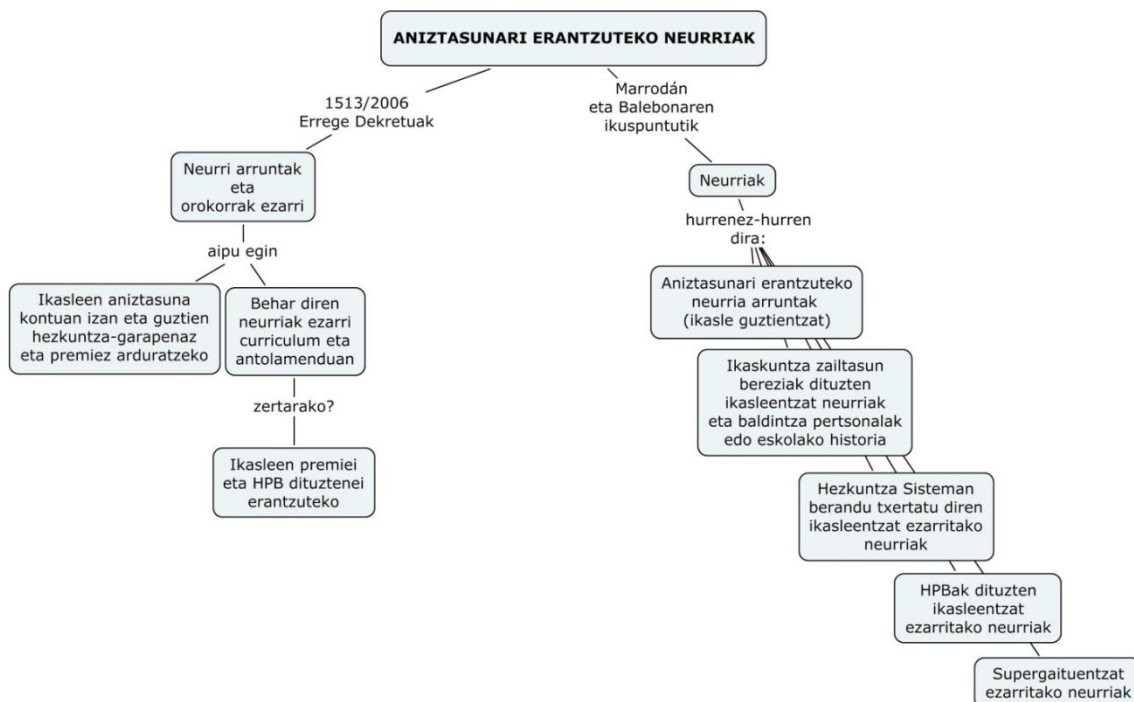 ANIZTASUNARI ERANTZUTEKO NEURRIAK
1513/2006
Errege Dekretuak
Neurri arruntak
eta
orokorrak ezarri
aipu egin
Ikasleen aniztasuna
kontuan izan eta guztien
hezkuntza-garapenaz
eta premiez arduratzeko
Behar diren
neurriak ezarri
curriculum eta
antolamenduan
zertarako?
Ikasleen premiei
eta HPB dituztenei
erantzuteko
Marrodán
eta Balebonaren
ikuspuntutik
Neurriak
hurrenez-hurren
dira:
Aniztasunari erantzuteko
neurria arruntak
(ikasle guztientzat)
Ikaskuntza zailtasun
bereziak dituzten
ikasleentzat neurriak
eta baldintza pertsonalak
edo eskolako historia
Hezkuntza Sisteman
berandu txertatu diren
ikasleentzat ezarritako
neurriak
HPBak dituzten
ikasleentzat
ezarritako neurriak
Supergaituentzat
ezarritako neurriak